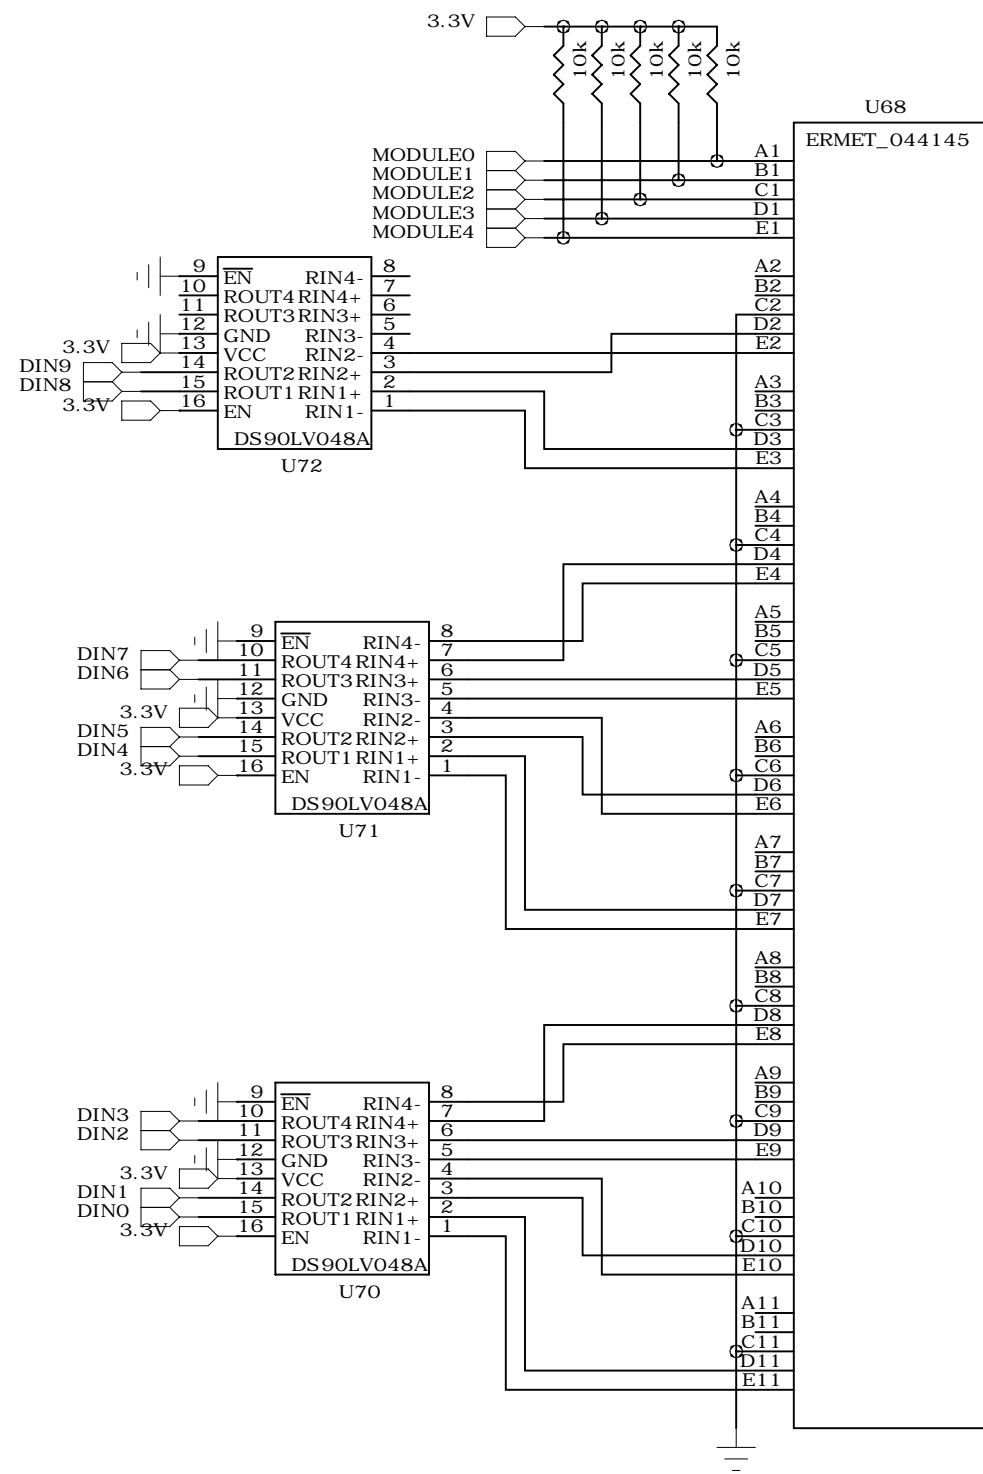 3.3V
10k 10k 10k 10k 10k
U68
ERMET_044145
MODULE0 A1
MODULE1 B1
MODULE2 C1
MODULE3 D1
MODULE4 E1
9 EN RIN4- 8 A2
10 ROUT4 RIN4+ 7 B2
11 ROUT3 RIN3+ 6 C2
12 GND RIN3- 5 D2
3.3V 13 VCC RIN2- 4 E2
DIN9 14 ROUT2 RIN2+ 3
DIN8 15 ROUT1 RIN1+ 2 A3
3.3V 16 EN RIN1- 1 B3
C3
DS90LV048A D3
U72 E3
A4
B4
C4
D4
E4
A5
9 EN RIN4- 8 B5
DIN7 10 ROUT4 RIN4+ 7 C5
DIN6 11 ROUT3 RIN3+ 6 D5
12 GND RIN3- 5 E5
3.3V 13 VCC RIN2- 4
DIN5 14 ROUT2 RIN2+ 3 A6
DIN4 15 ROUT1 RIN1+ 2 B6
3.3V 16 EN RIN1- 1 C6
D6
DS90LV048A E6
U71
A7
B7
C7
D7
E7
A8
B8
C8
D8
E8
A9
9 EN RIN4- 8 B9
DIN3 10 ROUT4 RIN4+ 7 C9
DIN2 11 ROUT3 RIN3+ 6 D9
12 GND RIN3- 5 E9
3.3V 13 VCC RIN2- 4
DIN1 14 ROUT2 RIN2+ 3 A10
DIN0 15 ROUT1 RIN1+ 2 B10
3.3V 16 EN RIN1- 1 C10
D10
DS90LV048A E10
U70
A11
B11
C11
D11
E11